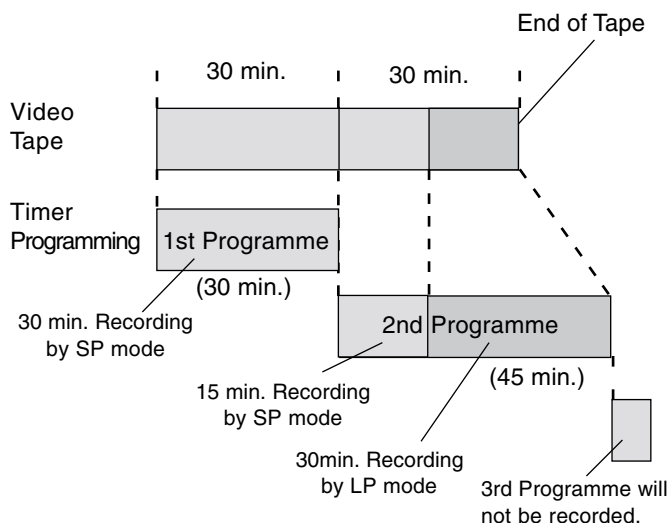 End of Tape
30 min.
30 min.
Video
Tape
Timer
Programming
1st Programme
(30 min.)
30 min. Recording
by SP mode
2nd Programme
(45 min.)
15 min. Recording
by SP mode
30min. Recording
by LP mode
3rd Programme will
not be recorded.